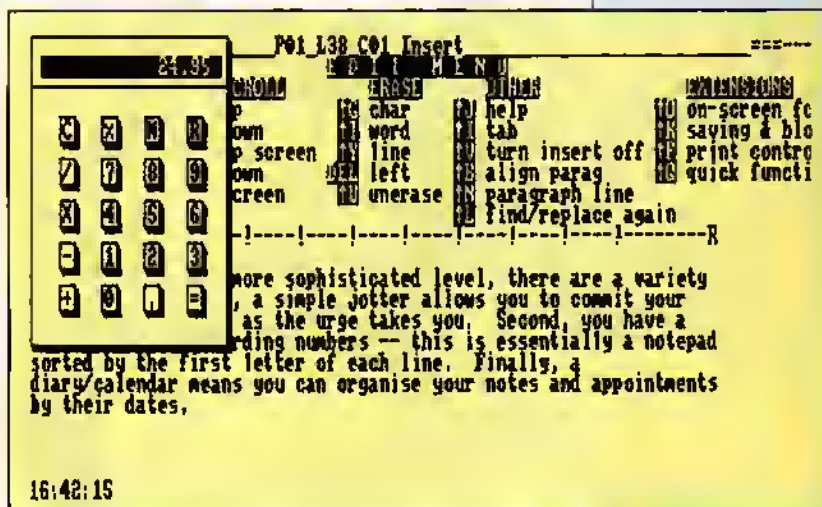 P01 L38 C01 Insert
===---
24.95
EDIT MENU
CROLL ERASE OTHER EXTENSIONS
p char help on-screen fo
own word tab saving & blo
p screen line turn insert off print contro
own DEL left align parag quick functi
creen unerase paragraph line
find/replace again
-!----!----!----!----!----!----!----!--------R
C
/ 7 8 9
X 4 5 6
- 1 2 3
+ 0 . =
more sophisticated level, there are a variety
, a simple jotter allows you to commit your
as the urge takes you. Second, you have a
rding numbers -- this is essentially a notepad
sorted by the first letter of each line. Finally, a
diary/calendar means you can organise your notes and appointments
by their dates.
16:42:15